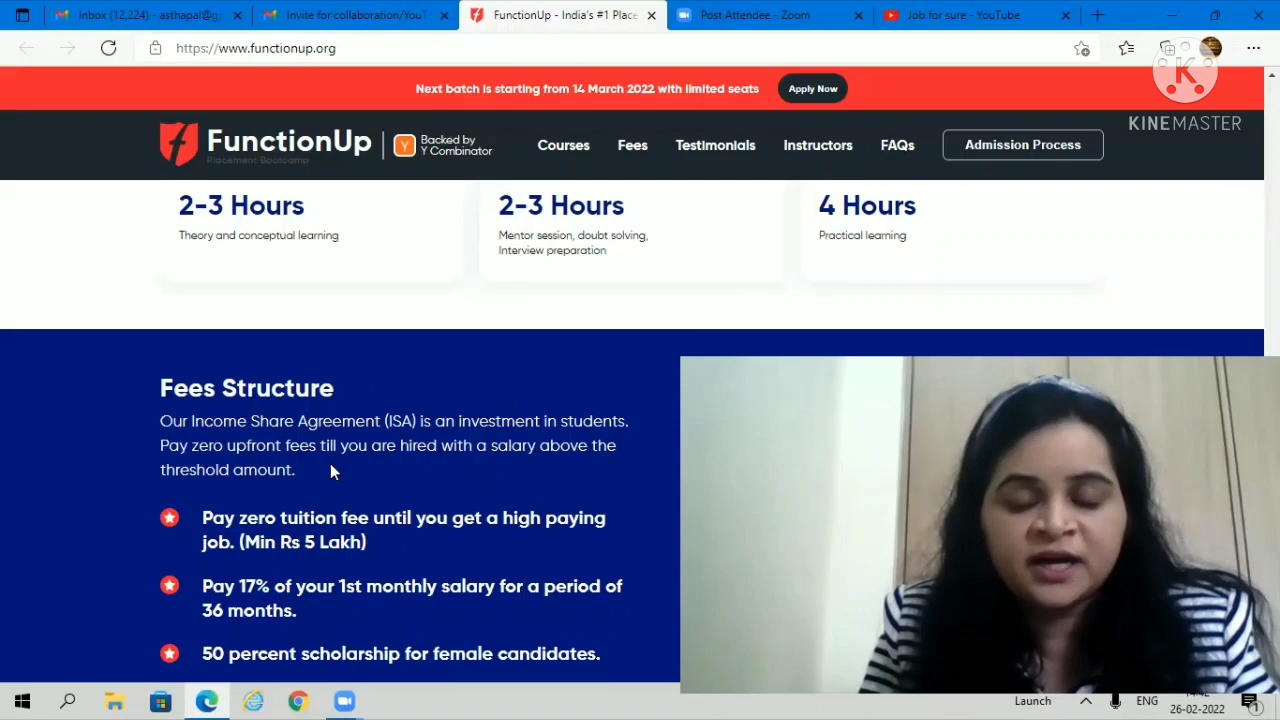 Inbox (12,224) - asthapal@g
Invite for collaboration/YouT
FunctionUp - India's #1 Place
Post Attendee - Zoom
Job for sure - YouTube
https://www.functionup.org
Next batch is starting from 14 March 2022 with limited seats
Apply Now
K
KINEMASTER
FunctionUp
Placement Bootcamp
Y
Backed by
Y Combinator
Courses
Fees
Testimonials
Instructors
FAQs
Admission Process
2-3 Hours
Theory and conceptual learning
2-3 Hours
Mentor session, doubt solving,
Interview preparation
4 Hours
Practical learning
Fees Structure
Our Income Share Agreement (ISA) is an investment in students.
Pay zero upfront fees till you are hired with a salary above the
threshold amount.
Pay zero tuition fee until you get a high paying
job. (Min Rs 5 Lakh)
Pay 17% of your 1st monthly salary for a period of
36 months.
50 percent scholarship for female candidates.
Launch
ENG
26-02-2022